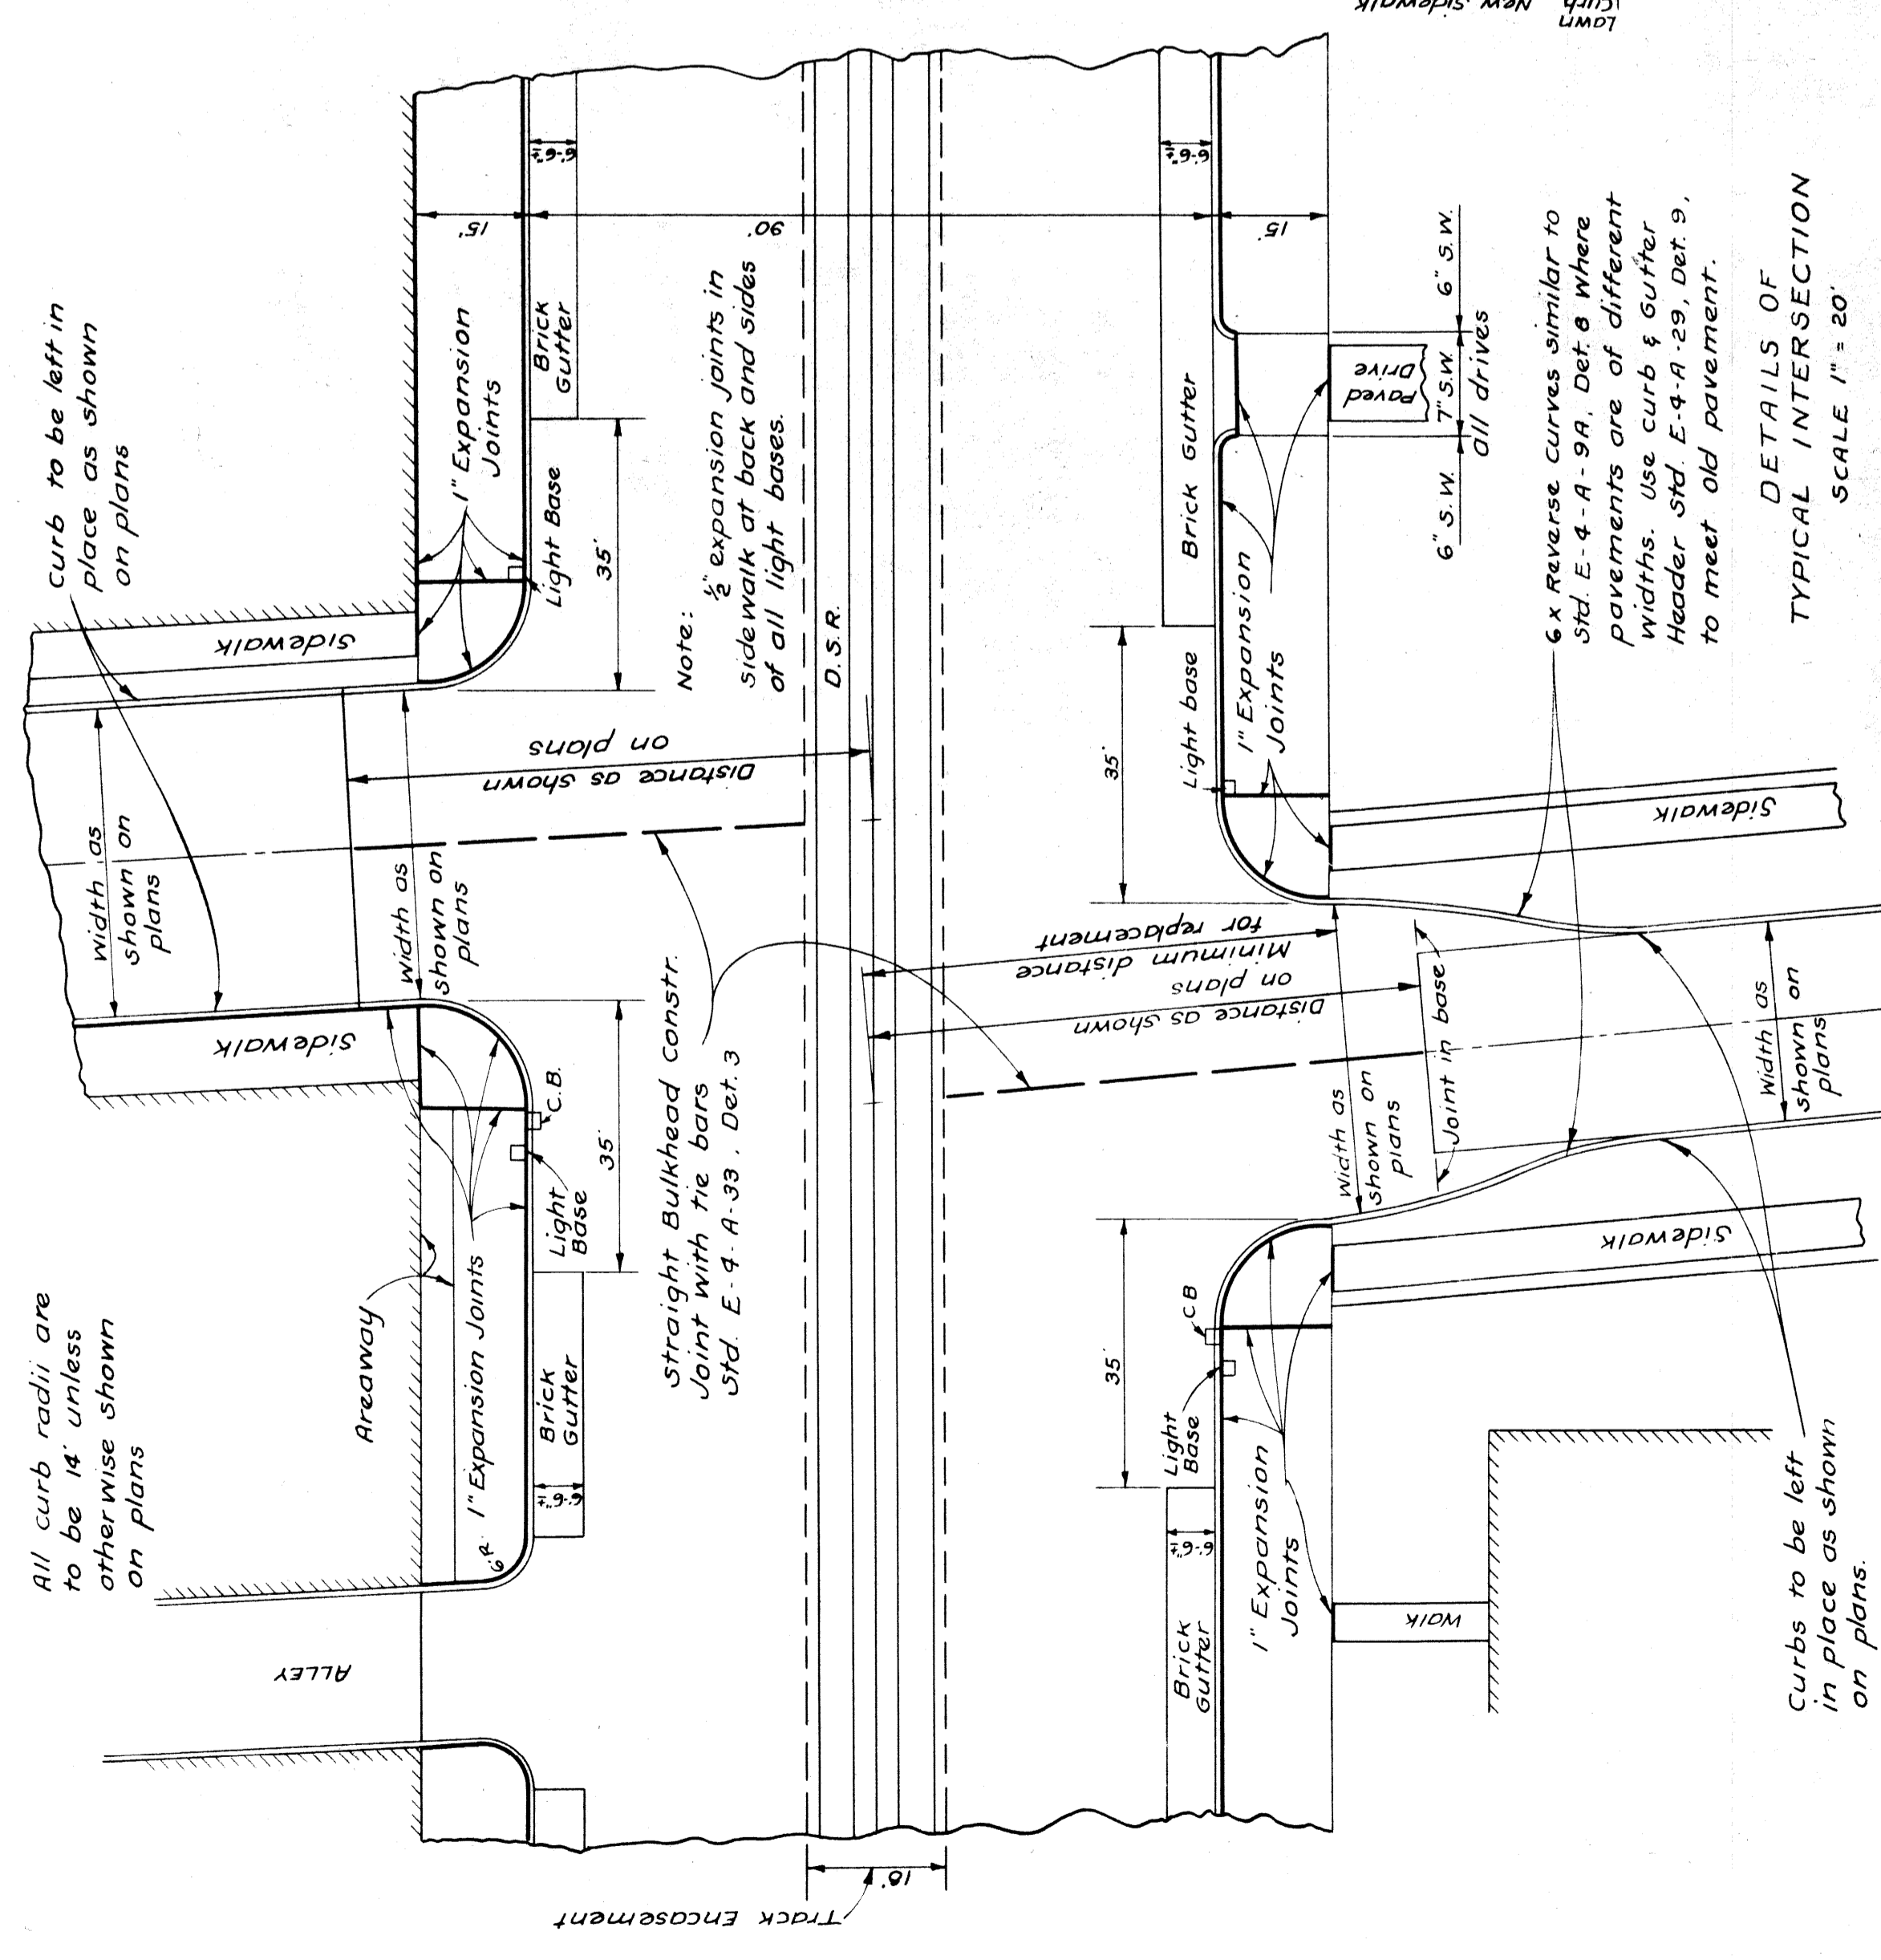 Lawn
Curb New Sidewalk
Curb to be left in
place as shown
on plans
Sidewalk
Width as
shown on
plans
Width as
shown on
plans
Sidewalk
1" Expansion
Joints
15'
Brick
Gutter
6'-6"±
Light Base
35'
90'
Note:
½" expansion joints in
sidewalk at back and sides
of all light bases.
D.S.R.
Distance as shown
on plans
All curb radii are
to be 14' unless
otherwise shown
on plans
Areaway
1" Expansion Joints
6'R.
C.B.
Light
Base
35'
Brick
Gutter
6'-6"±
ALLEY
Straight Bulkhead Constr.
Joint with tie bars
Std. E-4-A-33, Det. 3
Track Encasement
18'
6'-6"±
15'
Brick Gutter
Paved
Drive
6" S.W.
7" S.W.
6" S.W.
all drives
Light base
35'
1" Expansion
Joints
Sidewalk
Minimum distance
for replacement
Distance as shown
on plans
Joint in base
Width as
shown on
plans
Width as
shown on
plans
Sidewalk
6 x Reverse curves similar to
Std. E-4-A-9A, Det. 8 where
pavements are of different
widths. Use curb & Gutter
Header Std. E-4-A-29, Det. 9,
to meet old pavement.
35'
CB
Light
Base
6'-6"±
Brick
Gutter
1" Expansion
Joints
Walk
Curbs to be left
in place as shown
on plans.
DETAILS OF
TYPICAL INTERSECTION
SCALE 1" = 20'